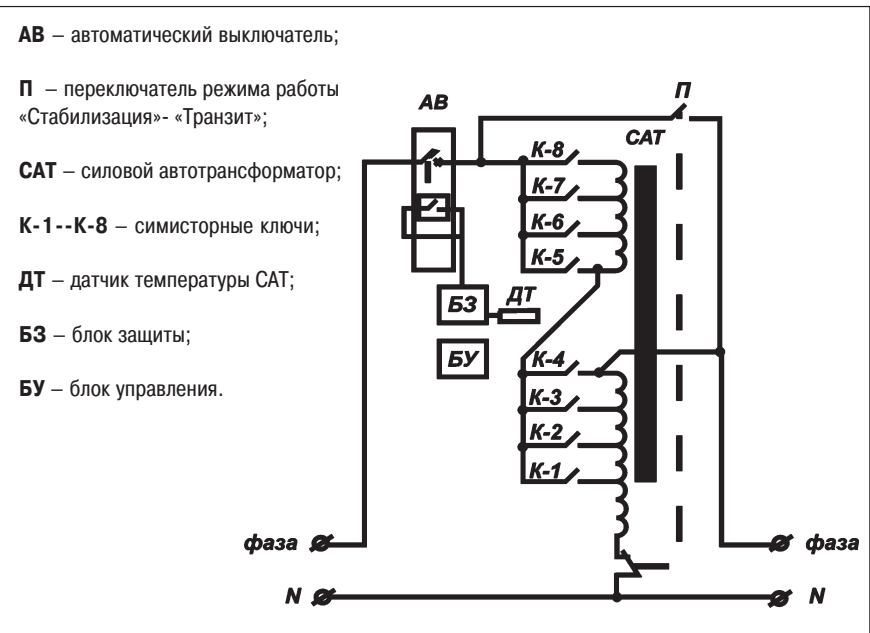 АВ – автоматический выключатель;
П – переключатель режима работы
«Стабилизация»- «Транзит»;
САТ – силовой автотрансформатор;
К-1--К-8 – симисторные ключи;
ДТ – датчик температуры САТ;
БЗ – блок защиты;
БУ – блок управления.
АВ
П
САТ
К-8
К-7
К-6
К-5
БЗ
ДТ
БУ
К-4
К-3
К-2
К-1
фаза
фаза
N
N